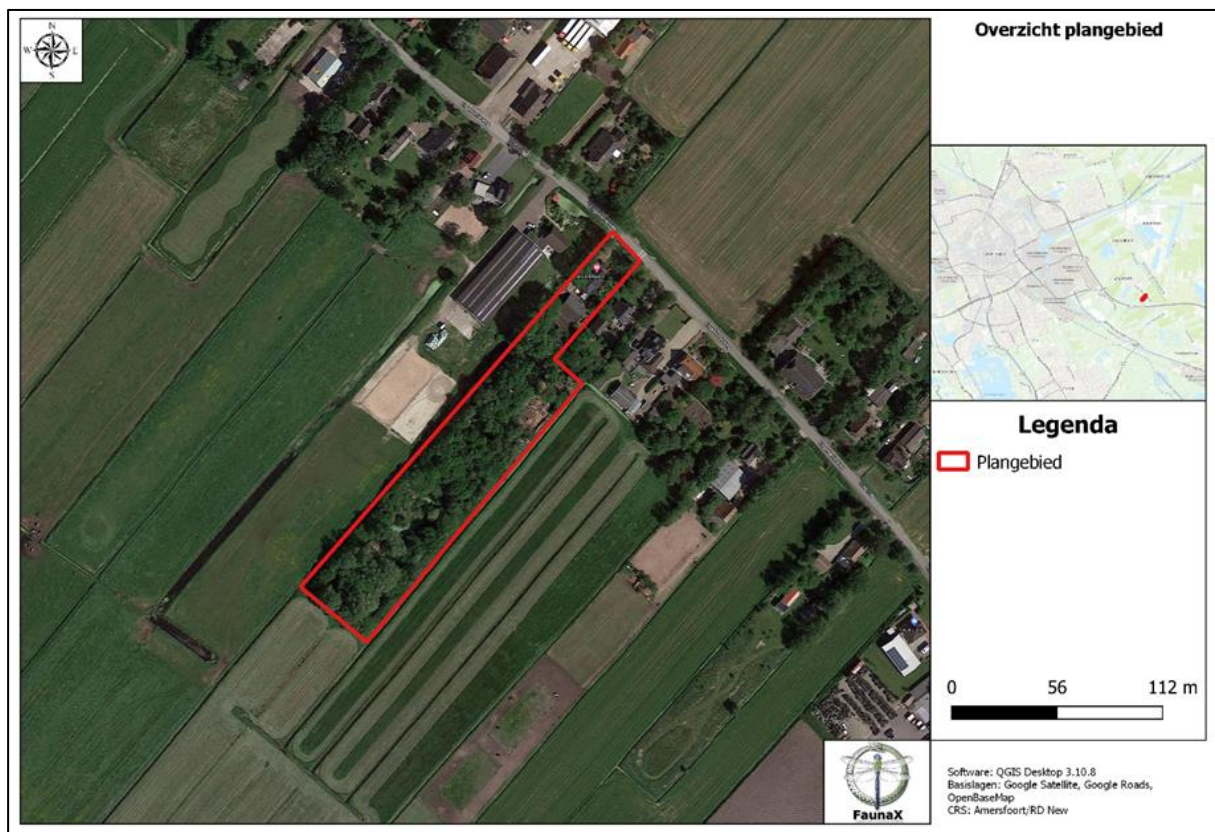 Overzicht plangebied
N
W
E
S
Legenda
Plangebied
0 56 112 m
FaunaX
Software: QGIS Desktop 3.10.8
Basislagen: Google Satellite, Google Roads,
OpenBaseMap
CRS: Amersfoort/RD New